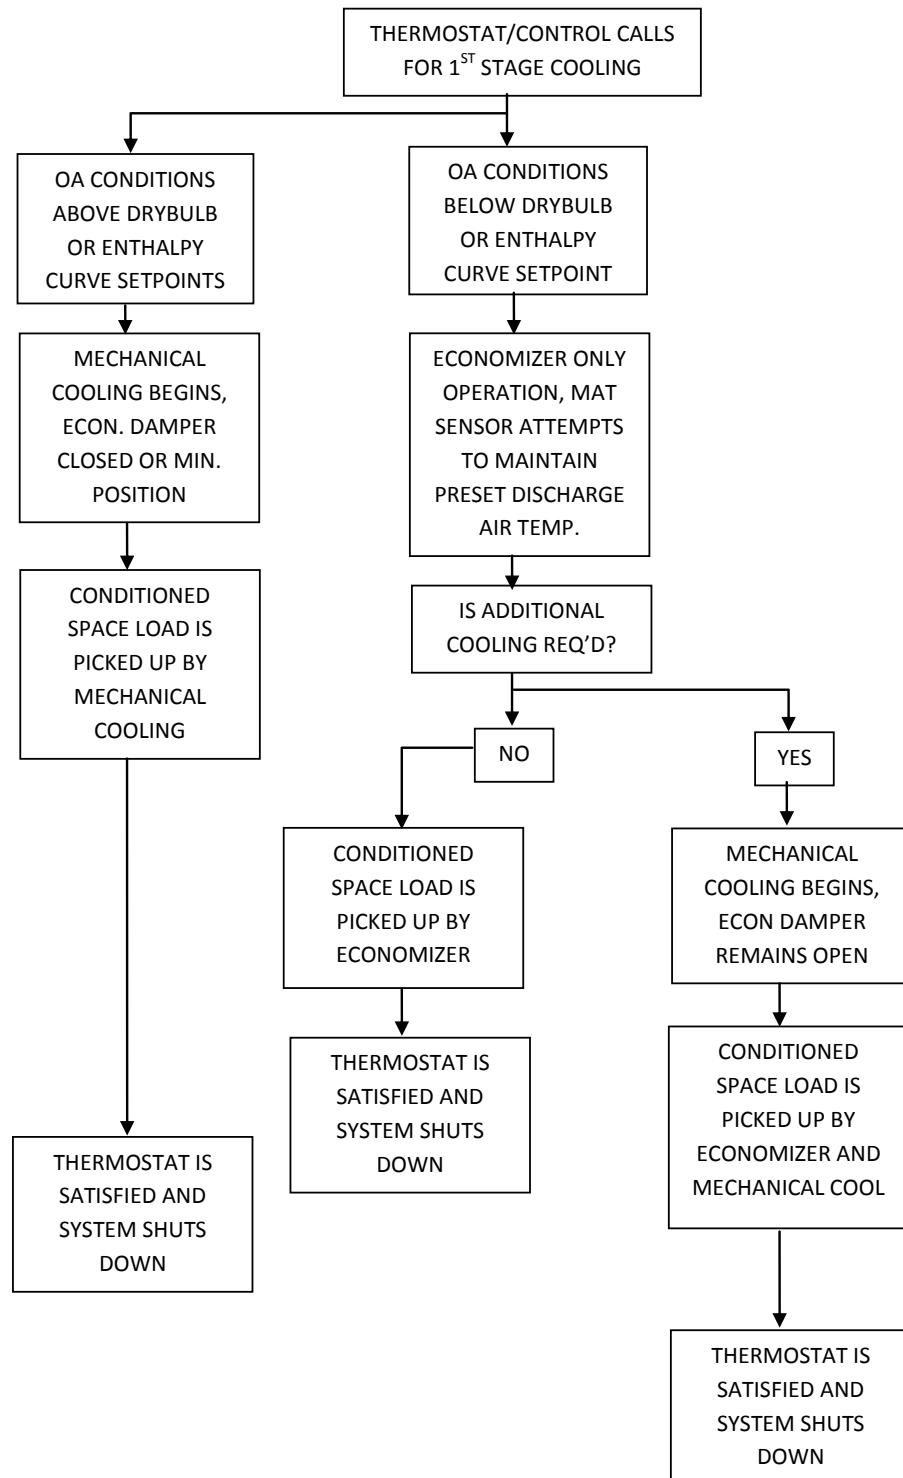 THERMOSTAT/CONTROL CALLS
FOR 1ST STAGE COOLING
OA CONDITIONS
ABOVE DRYBULB
OR ENTHALPY
CURVE SETPOINTS
OA CONDITIONS
BELOW DRYBULB
OR ENTHALPY
CURVE SETPOINT
MECHANICAL
COOLING BEGINS,
ECON. DAMPER
CLOSED OR MIN.
POSITION
ECONOMIZER ONLY
OPERATION, MAT
SENSOR ATTEMPTS
TO MAINTAIN
PRESET DISCHARGE
AIR TEMP.
CONDITIONED
SPACE LOAD IS
PICKED UP BY
MECHANICAL
COOLING
IS ADDITIONAL
COOLING REQ’D?
NO
YES
CONDITIONED
SPACE LOAD IS
PICKED UP BY
ECONOMIZER
MECHANICAL
COOLING BEGINS,
ECON DAMPER
REMAINS OPEN
THERMOSTAT IS
SATISFIED AND
SYSTEM SHUTS
DOWN
CONDITIONED
SPACE LOAD IS
PICKED UP BY
ECONOMIZER AND
MECHANICAL COOL
THERMOSTAT IS
SATISFIED AND
SYSTEM SHUTS
DOWN
THERMOSTAT IS
SATISFIED AND
SYSTEM SHUTS
DOWN